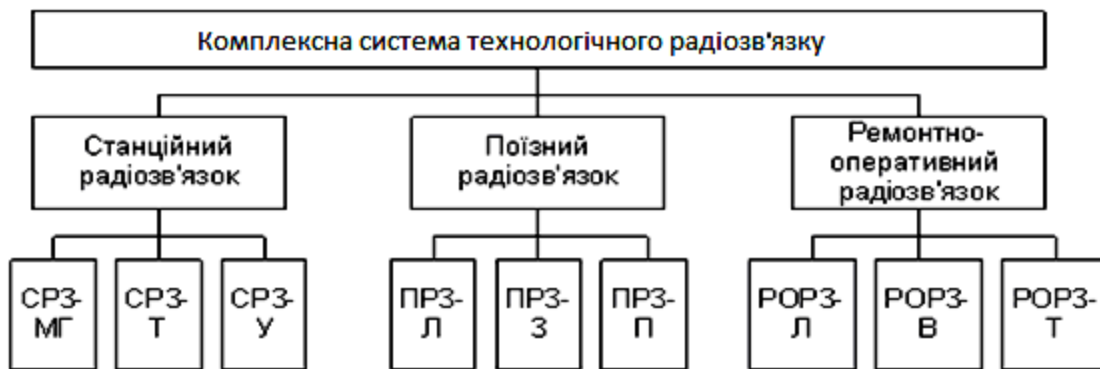 Комплексна система технологічного радіозв'язку
Станційний
радіозв'язок
Поїзний
радіозв'язок
Ремонтно-
оперативний
радіозв'язок
СРЗ-
МГ
СРЗ-
Т
СРЗ-
У
ПРЗ-
Л
ПРЗ-
З
ПРЗ-
П
РОРЗ-
Л
РОРЗ-
В
РОРЗ-
Т